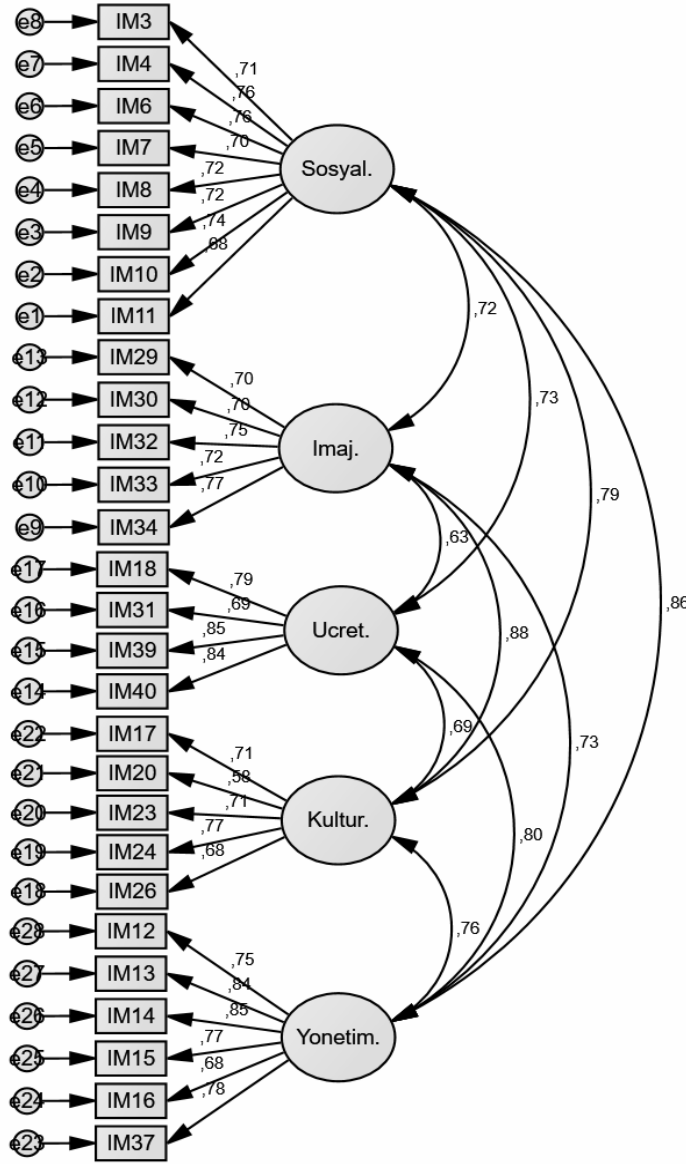 e8 IM3
,71
e7 IM4
,76
e6 IM6
,76
e5 IM7
,70
Sosyal.
e4 IM8
,72
,72
e3 IM9
,74
,68
e2 IM10
e1 IM11
,72
e13 IM29
,70
e12 IM30
,70
,73
e11 IM32
,75
Imaj.
,72
e10 IM33
,77
,79
e9 IM34
,63
e17 IM18
,79
e16 IM31
,69
,86
e15 IM39
,85
Ucret.
,88
,84
e14 IM40
e22 IM17
,69
,73
,71
e21 IM20
,58
e20 IM23
,71
Kultur.
,77
,80
e19 IM24
,68
e18 IM26
e28 IM12
,76
,75
e27 IM13
,84
e26 IM14
,85
Yonetim.
,77
e25 IM15
,68
,78
e24 IM16
e23 IM37